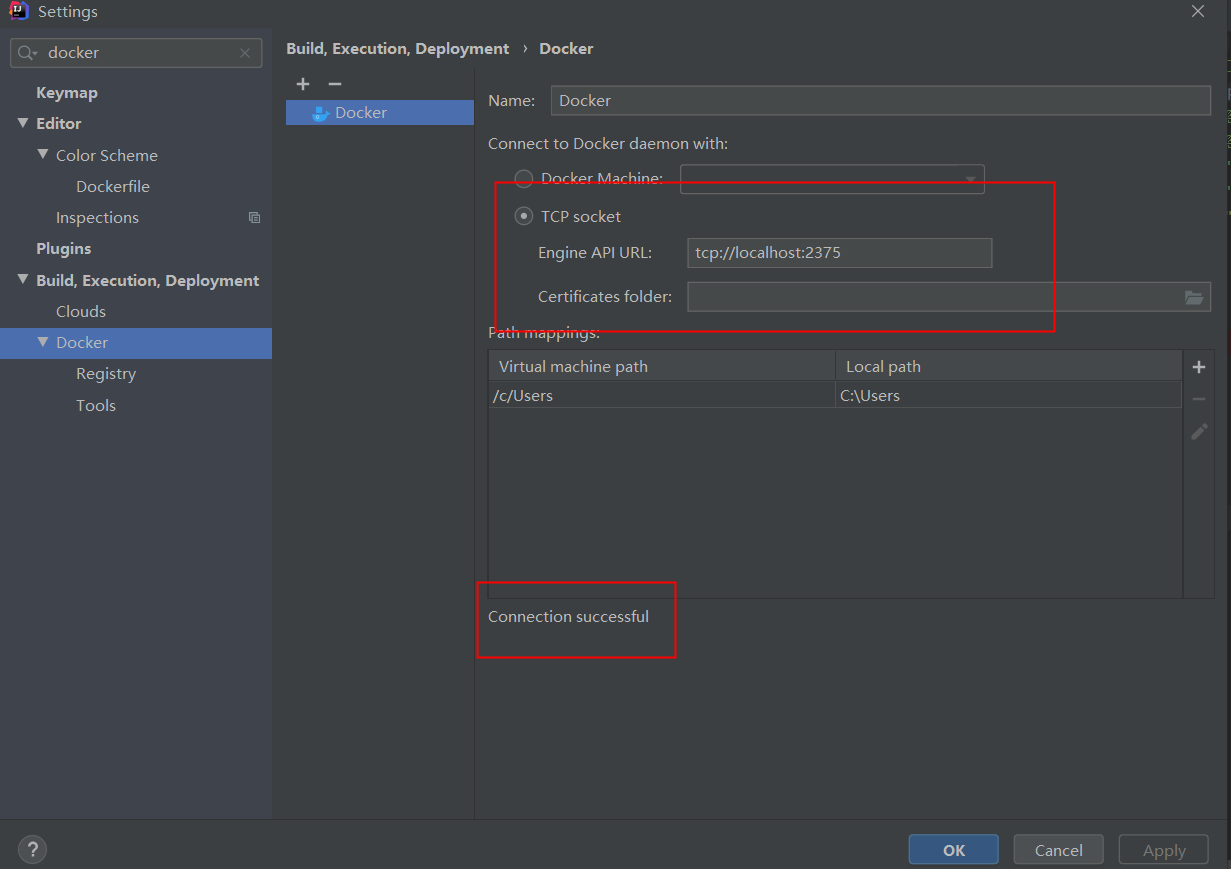 Settings
docker
Keymap
Editor
Color Scheme
Dockerfile
Inspections
Plugins
Build, Execution, Deployment
Clouds
Docker
Registry
Tools
Build, Execution, Deployment › Docker
Docker
Name: Docker
Connect to Docker daemon with:
Docker Machine:
TCP socket
Engine API URL: tcp://localhost:2375
Certificates folder:
Path mappings:
Virtual machine path Local path
/c/Users C:\Users
Connection successful
? OK Cancel Apply